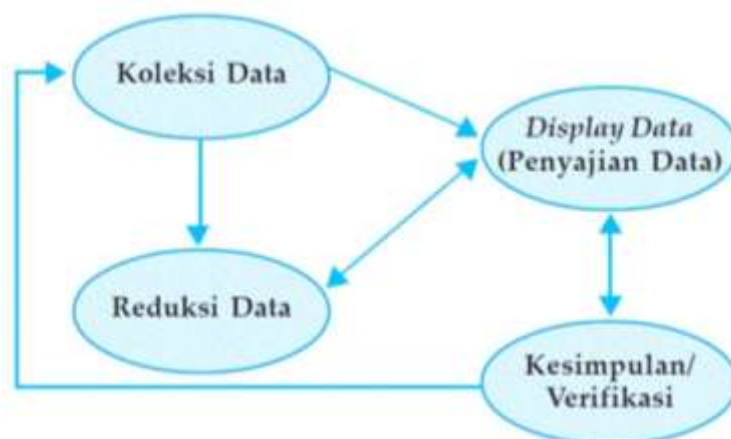 Koleksi Data
Display Data
(Penyajian Data)
Reduksi Data
Kesimpulan/
Verifikasi